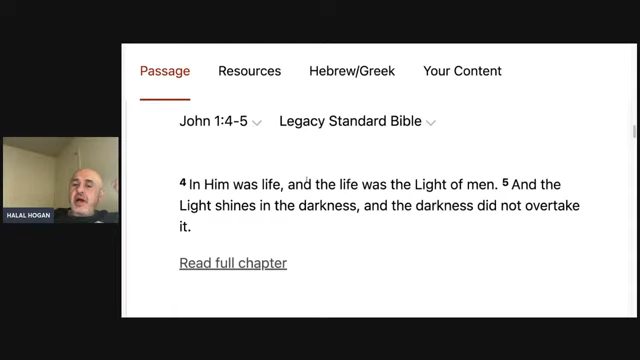 Passage Resources Hebrew/Greek Your Content
John 1:4-5 Legacy Standard Bible
4 In Him was life, and the life was the Light of men. 5 And the
Light shines in the darkness, and the darkness did not overtake
it.
Read full chapter
HALAL HOGAN